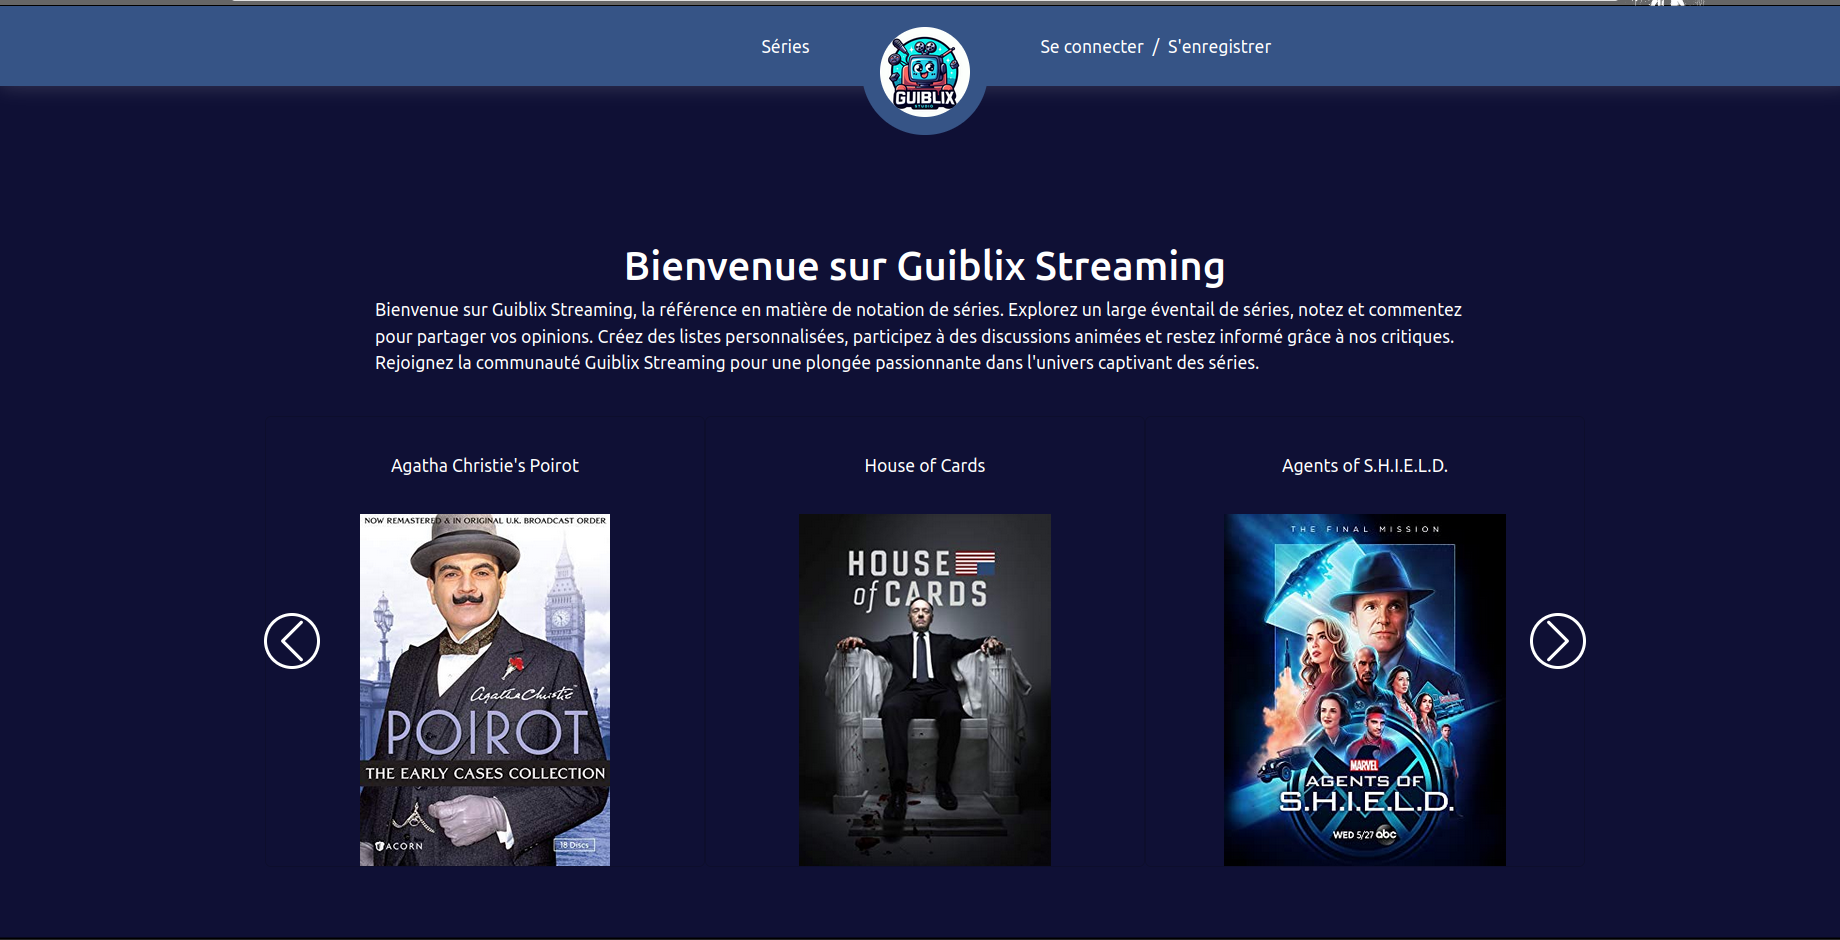 Séries
GUIBLIX
STUDIO
Se connecter / S'enregistrer
Bienvenue sur Guiblix Streaming
Bienvenue sur Guiblix Streaming, la référence en matière de notation de séries. Explorez un large éventail de séries, notez et commentez
pour partager vos opinions. Créez des listes personnalisées, participez à des discussions animées et restez informé grâce à nos critiques.
Rejoignez la communauté Guiblix Streaming pour une plongée passionnante dans l'univers captivant des séries.
Agatha Christie's Poirot
NOW REMASTERED & IN ORIGINAL U.K. BROADCAST ORDER
Agatha Christie™
POIROT
THE EARLY CASES COLLECTION
ACORN
18 Discs
House of Cards
HOUSE
of CARDS
Agents of S.H.I.E.L.D.
THE FINAL MISSION
MARVEL
AGENTS OF
S.H.I.E.L.D.
WED 5/27 abc